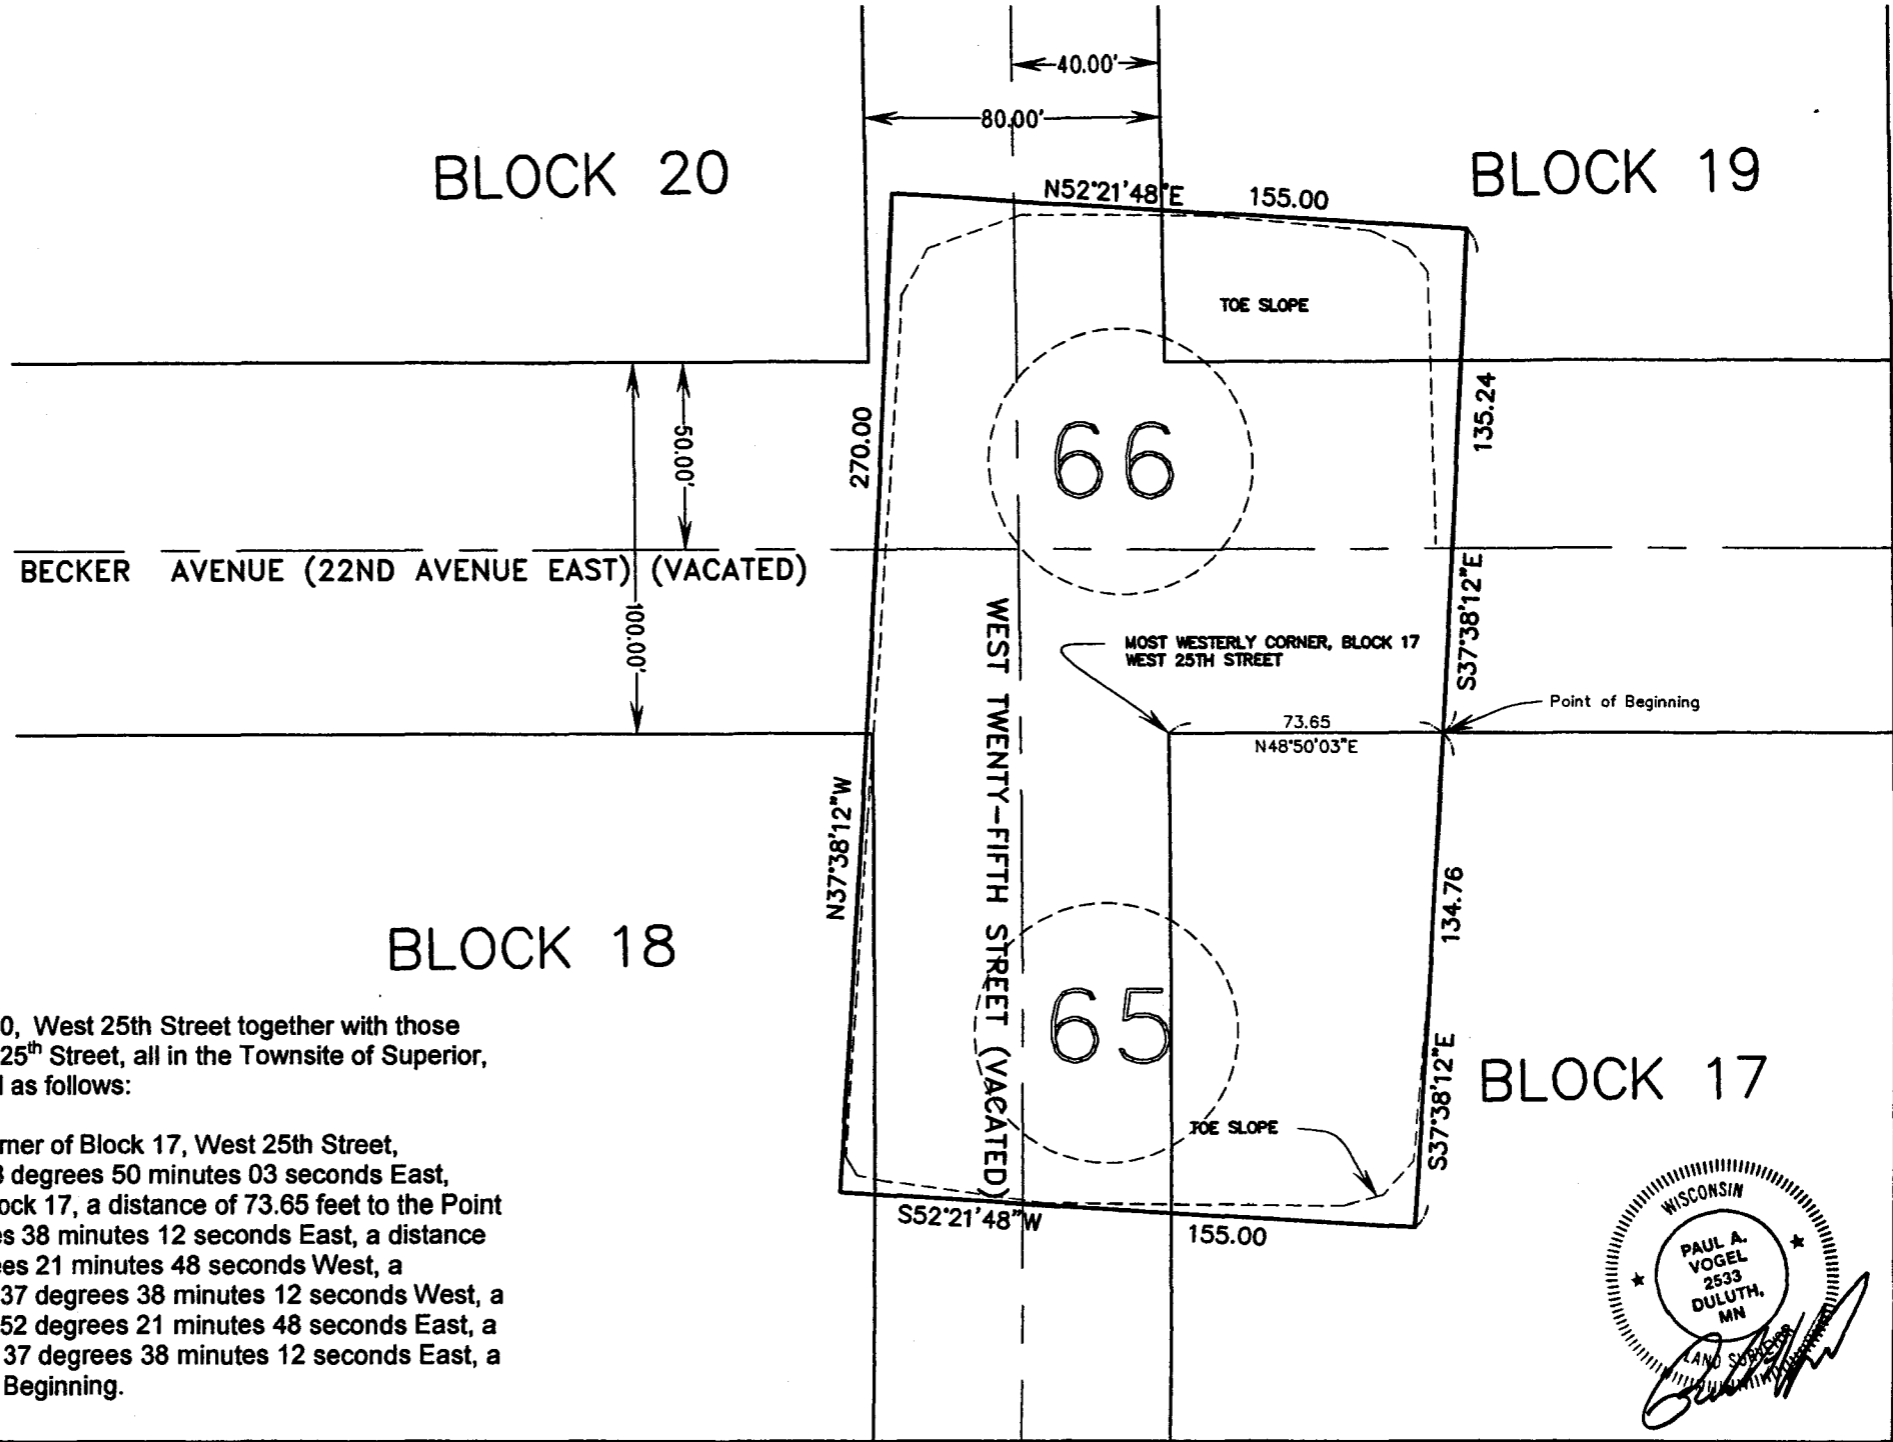 40.00'
80.00'
BLOCK 20
BLOCK 19
N52°21'48"E 155.00
TOE SLOPE
270.00
135.24
50.00'
66
BECKER AVENUE (22ND AVENUE EAST) (VACATED)
100.00'
S37°38'12"E
WEST TWENTY-FIFTH STREET (VACATED)
MOST WESTERLY CORNER, BLOCK 17
WEST 25TH STREET
Point of Beginning
73.65
N48°50'03"E
N37°38'12"W
134.76
BLOCK 18
65
S37°38'12"E
BLOCK 17
TOE SLOPE
S52°21'48"W 155.00
0, West 25th Street together with those
25th Street, all in the Townsite of Superior,
as follows:
rner of Block 17, West 25th Street,
degrees 50 minutes 03 seconds East,
ock 17, a distance of 73.65 feet to the Point
es 38 minutes 12 seconds East, a distance
ees 21 minutes 48 seconds West, a
37 degrees 38 minutes 12 seconds West, a
52 degrees 21 minutes 48 seconds East, a
37 degrees 38 minutes 12 seconds East, a
Beginning.
WISCONSIN
PAUL A.
VOGEL
2533
DULUTH,
MN
LAND SURVEYOR